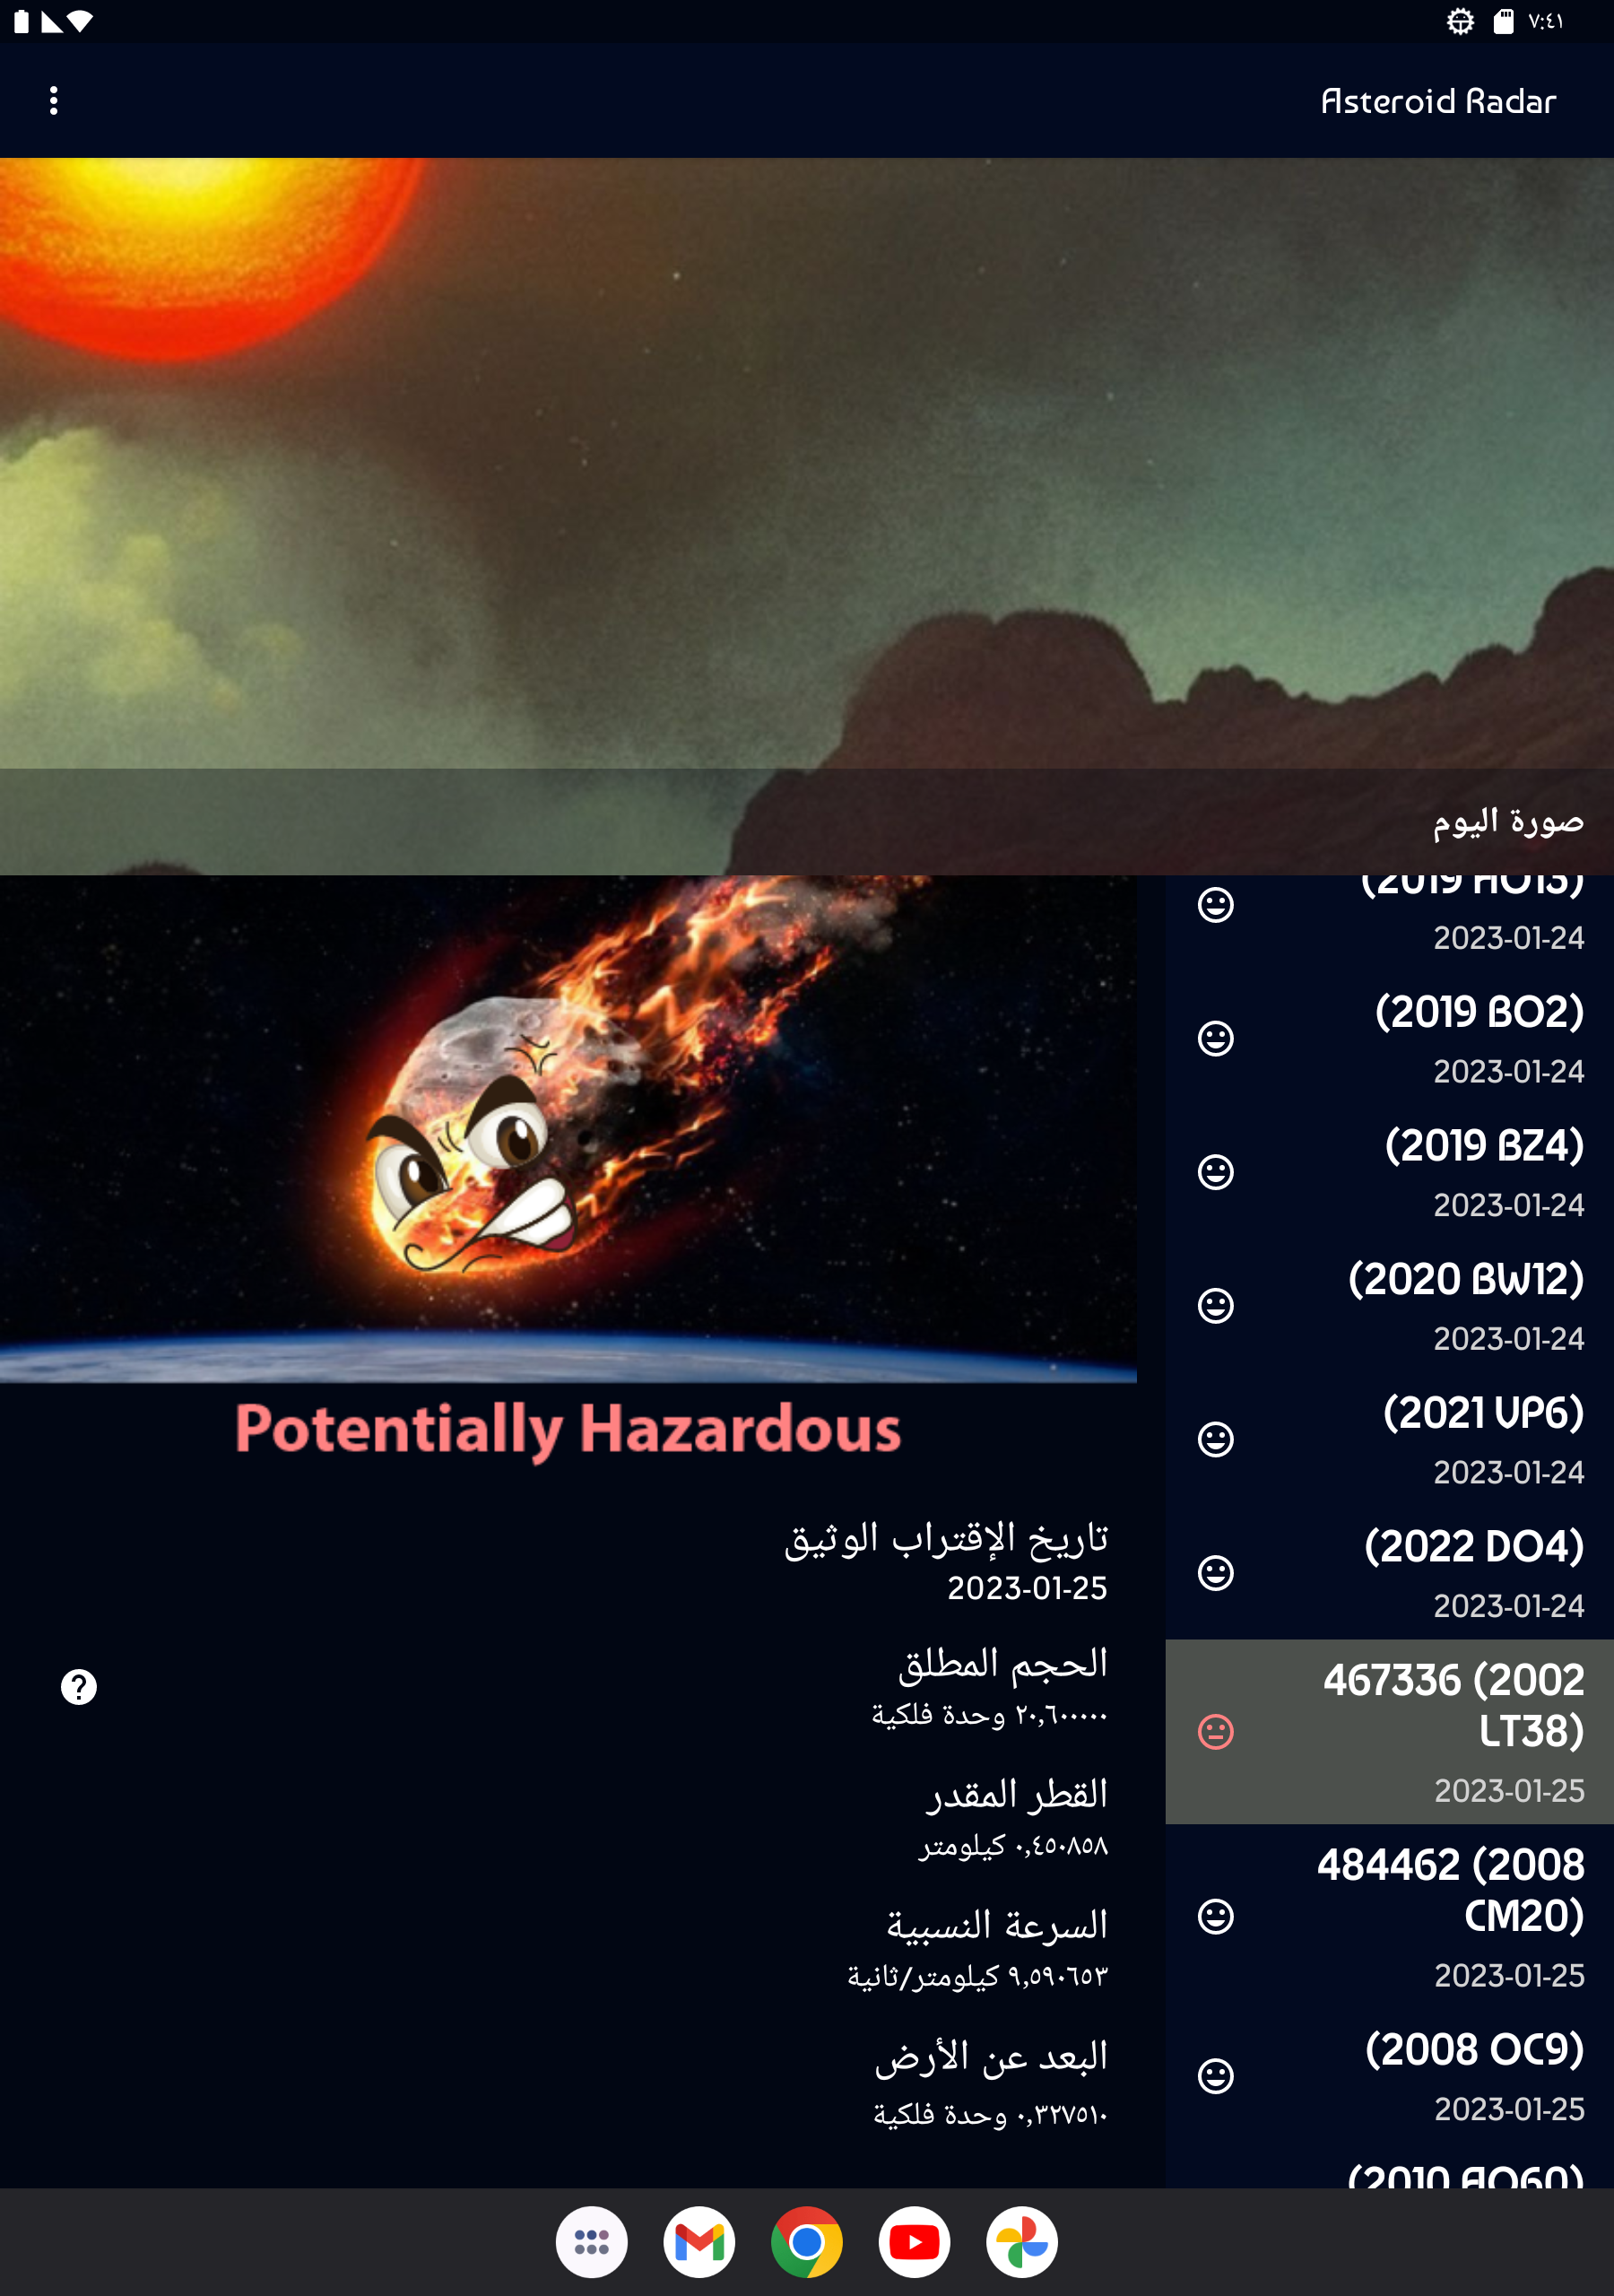 ٧:٤١
Asteroid Radar
صورة اليوم
(2019 HO13)
2023-01-24
(2019 BO2)
2023-01-24
(2019 BZ4)
2023-01-24
(2020 BW12)
2023-01-24
(2021 VP6)
2023-01-24
(2022 DO4)
2023-01-24
467336 (2002
LT38)
2023-01-25
484462 (2008
CM20)
2023-01-25
(2008 OC9)
2023-01-25
(2010 AO60)
Potentially Hazardous
تاريخ الإقتراب الوثيق
2023-01-25
الحجم المطلق
٢٠,٦٠٠٠٠٠ وحدة فلكية
القطر المقدر
٠,٤٥٠٨٥٨ كيلومتر
السرعة النسبية
٩,٥٩٠٦٥٣ كيلومتر/ثانية
البعد عن الأرض
٠,٣٢٧٥١٠ وحدة فلكية